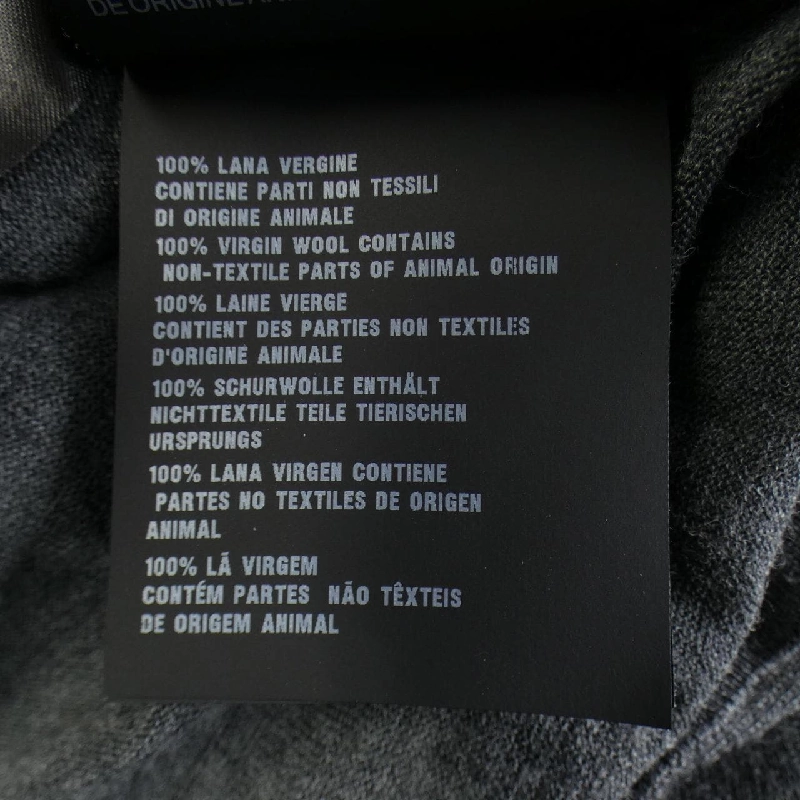 DE ORIGINE
100% LANA VERGINE
CONTIENE PARTI NON TESSILI
DI ORIGINE ANIMALE
100% VIRGIN WOOL CONTAINS
NON-TEXTILE PARTS OF ANIMAL ORIGIN
100% LAINE VIERGE
CONTIENT DES PARTIES NON TEXTILES
D'ORIGINE ANIMALE
100% SCHURWOLLE ENTHÄLT
NICHTTEXTILE TEILE TIERISCHEN
URSPRUNGS
100% LANA VIRGEN CONTIENE
PARTES NO TEXTILES DE ORIGEN
ANIMAL
100% LÃ VIRGEM
CONTÉM PARTES NÃO TÊXTEIS
DE ORIGEM ANIMAL